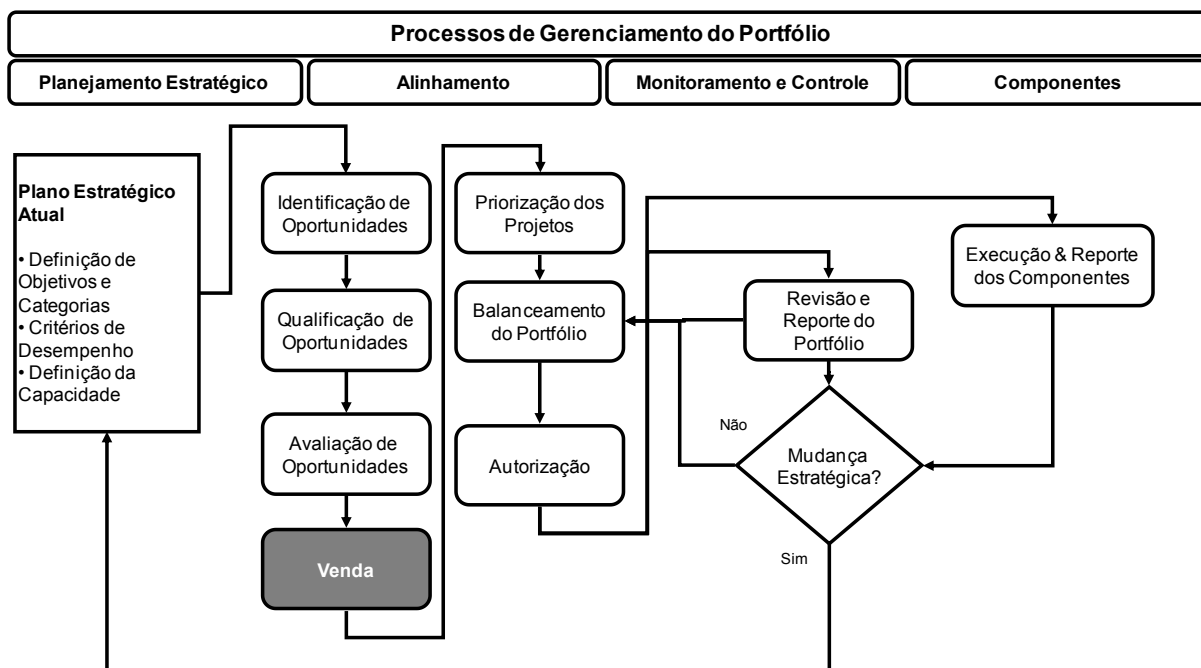 Processos de Gerenciamento do Portfólio
Planejamento Estratégico
Alinhamento
Monitoramento e Controle
Componentes
Plano Estratégico
Atual
• Definição de
Objetivos e
Categorias
• Critérios de
Desempenho
• Definição da
Capacidade
Identificação de
Oportunidades
Qualificação de
Oportunidades
Avaliação de
Oportunidades
Venda
Priorização dos
Projetos
Balanceamento
do Portfólio
Autorização
Revisão e
Reporte do
Portfólio
Não
Mudança
Estratégica?
Sim
Execução & Reporte
dos Componentes